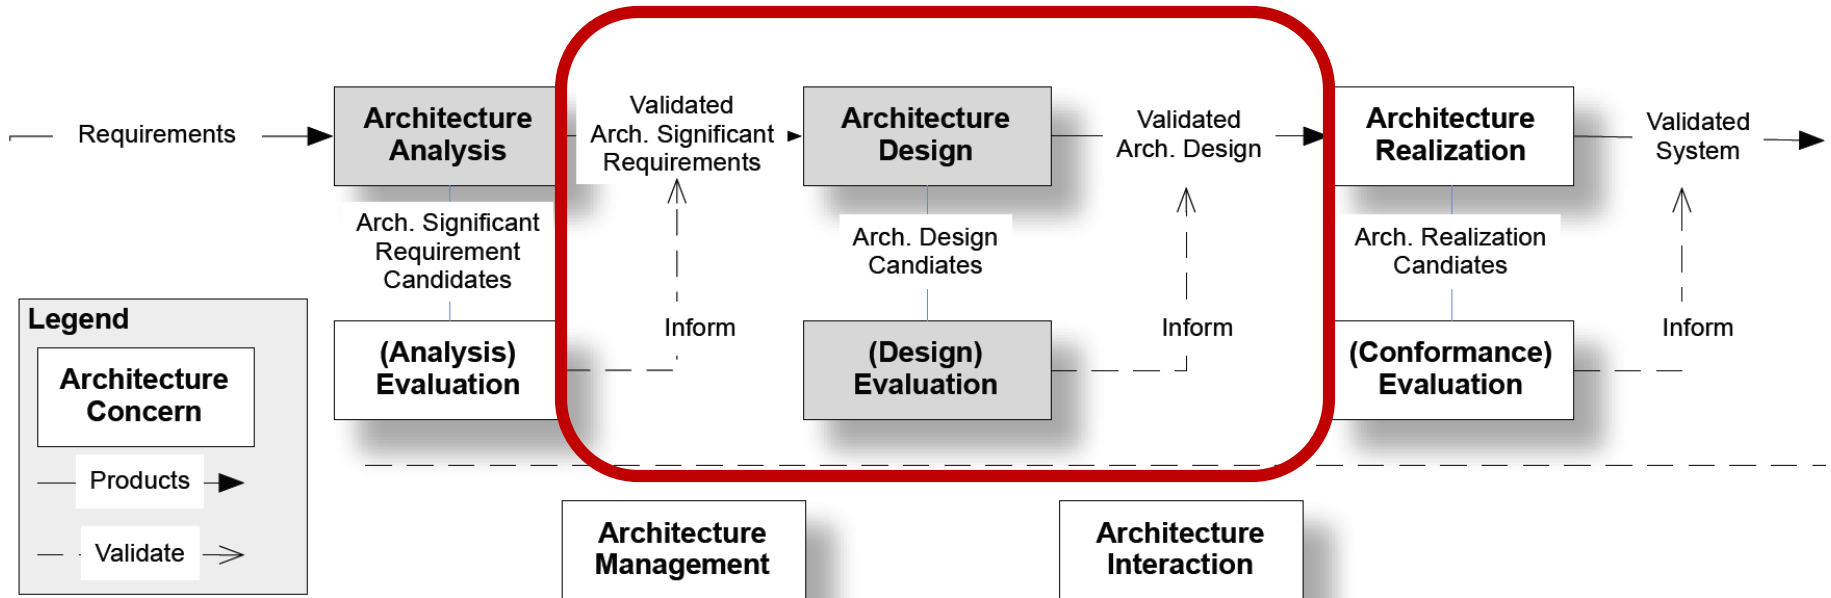 Requirements
Architecture
Analysis
Validated
Arch. Significant
Requirements
Architecture
Design
Validated
Arch. Design
Architecture
Realization
Validated
System
Arch. Significant
Requirement
Candidates
Arch. Design
Candiates
Arch. Realization
Candiates
(Analysis)
Evaluation
Inform
(Design)
Evaluation
Inform
(Conformance)
Evaluation
Inform
Legend
Architecture
Concern
Products
Validate
Architecture
Management
Architecture
Interaction